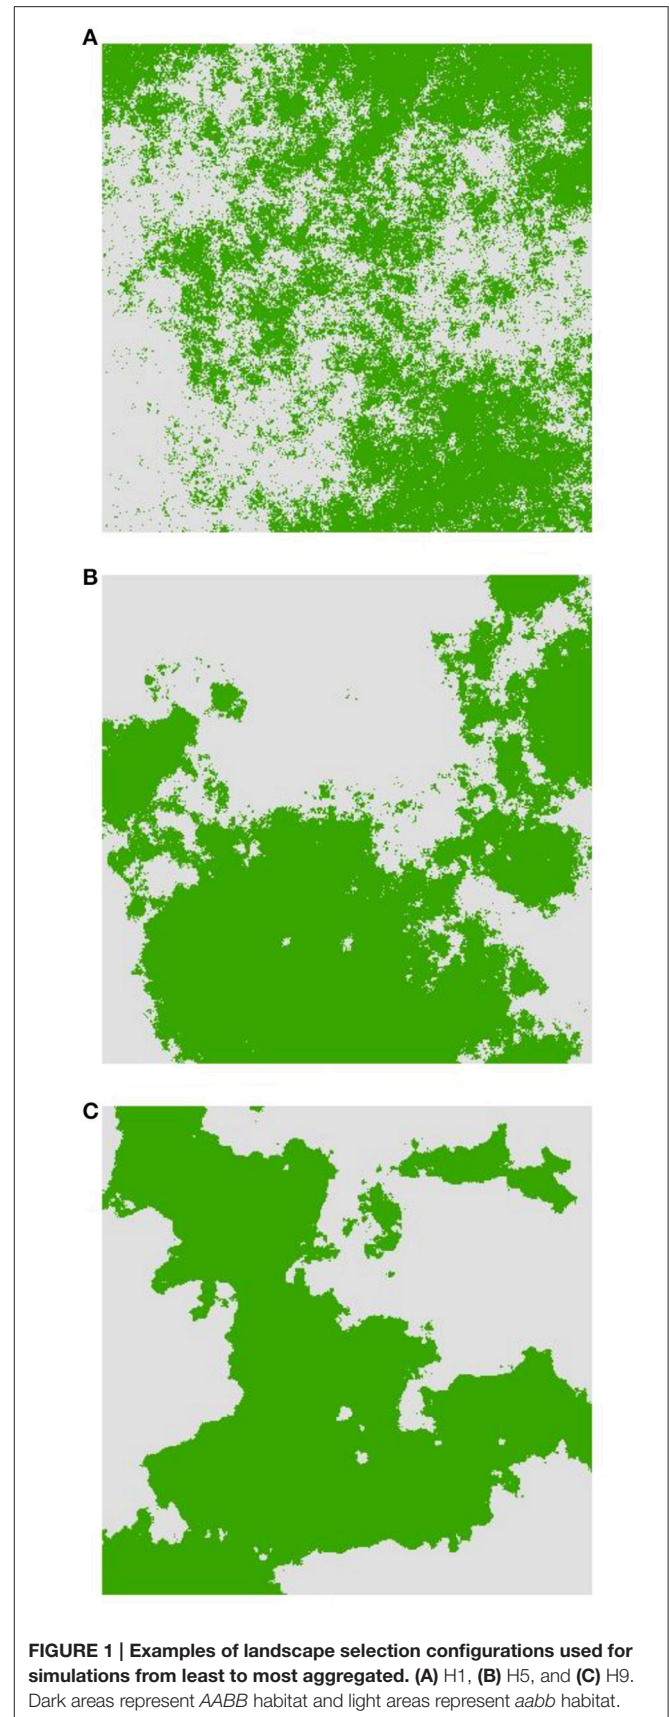 A
B
C
FIGURE 1 | Examples of landscape selection configurations used for
simulations from least to most aggregated. (A) H1, (B) H5, and (C) H9.
Dark areas represent AABB habitat and light areas represent aabb habitat.